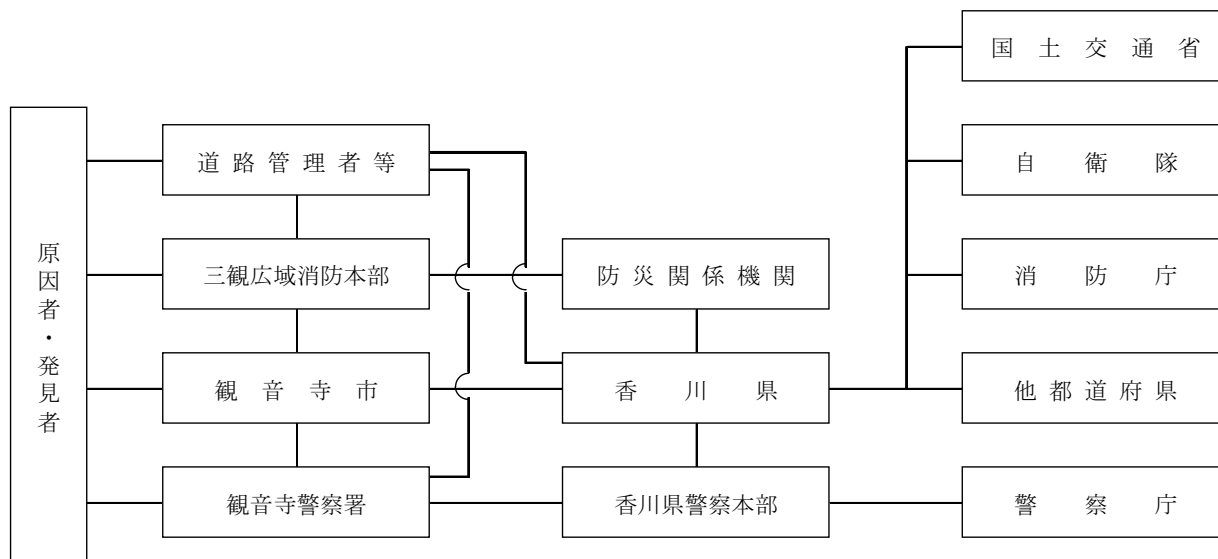 国土交通省
道路管理者等
自衛隊
原因者・発見者
三観広域消防本部
防災関係機関
消防庁
観音寺市
香川県
他都道府県
観音寺警察署
香川県警察本部
警察庁